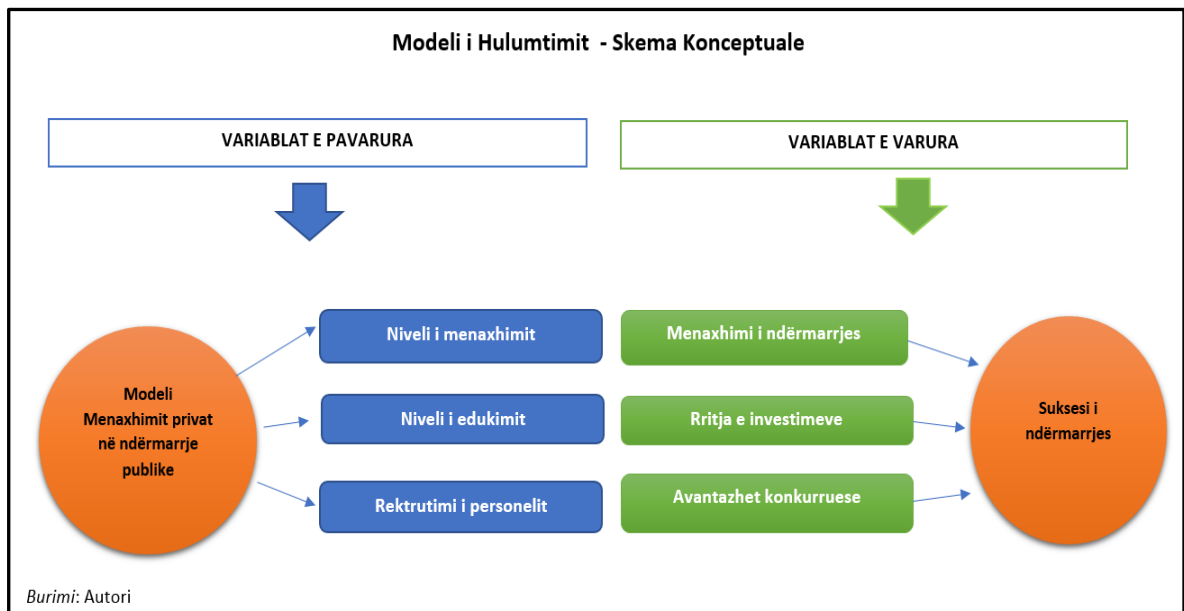 Modeli i Hulumtimit - Skema Konceptuale
VARIABLAT E PAVARURA
VARIABLAT E VARURA
Modeli
Menaxhimit privat
në ndërmarrje
publike
Niveli i menaxhimit
Niveli i edukimit
Rektrutimi i personelit
Menaxhimi i ndërmarrjes
Rritja e investimeve
Avantazhet konkurruese
Suksesi i
ndërmarrjes
Burimi: Autori